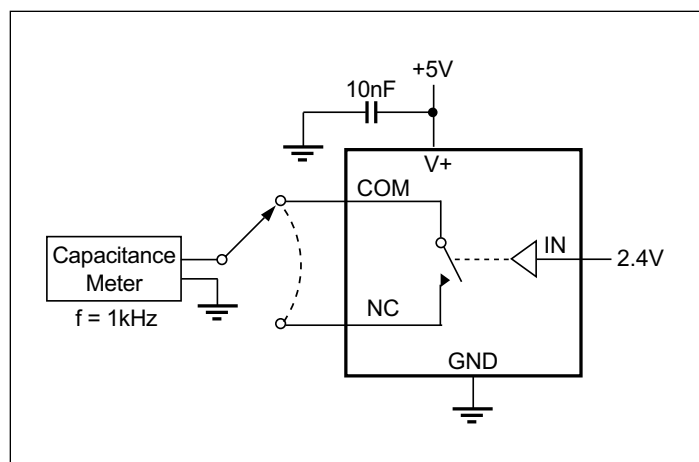 +5V
10nF
V+
COM
Capacitance
Meter
IN
2.4V
f = 1kHz
NC
GND